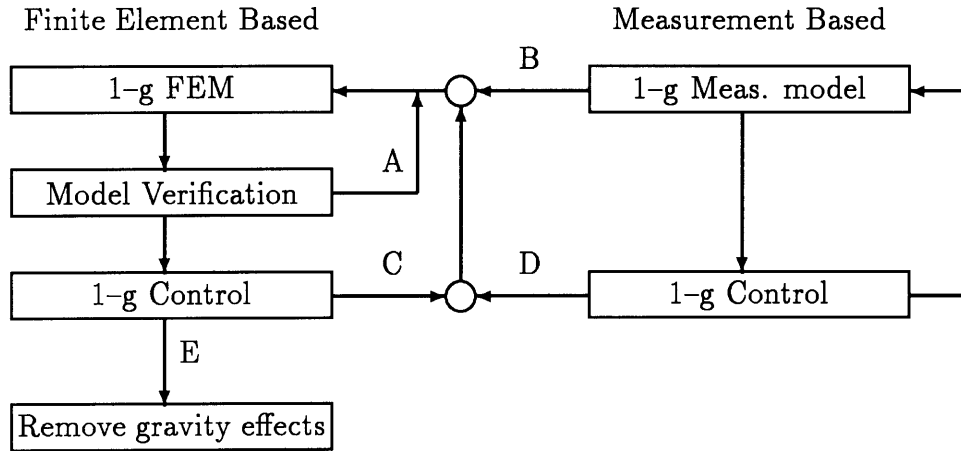 Finite Element Based
Measurement Based
B
1–g FEM
1–g Meas. model
A
Model Verification
C
D
1–g Control
1–g Control
E
Remove gravity effects